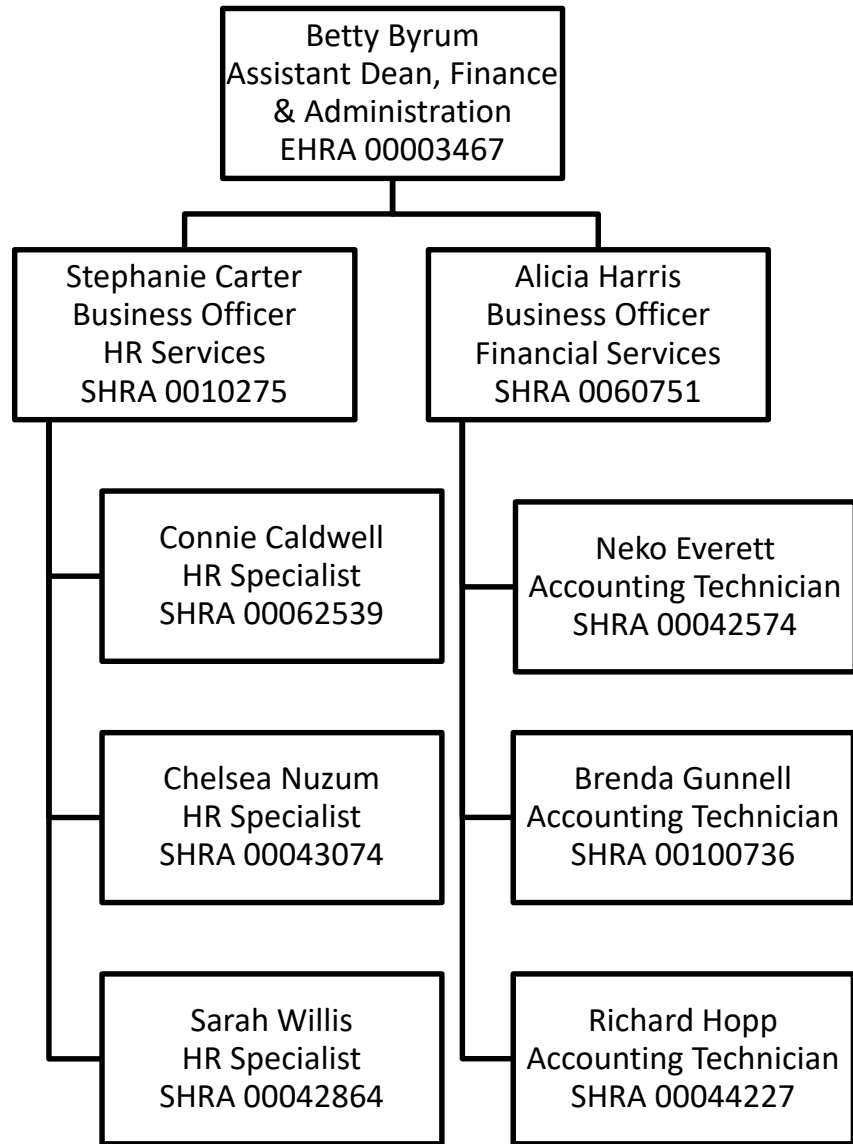 Betty Byrum
Assistant Dean, Finance
& Administration
EHRA 00003467
Stephanie Carter
Business Officer
HR Services
SHRA 0010275
Alicia Harris
Business Officer
Financial Services
SHRA 0060751
Connie Caldwell
HR Specialist
SHRA 00062539
Neko Everett
Accounting Technician
SHRA 00042574
Chelsea Nuzum
HR Specialist
SHRA 00043074
Brenda Gunnell
Accounting Technician
SHRA 00100736
Sarah Willis
HR Specialist
SHRA 00042864
Richard Hopp
Accounting Technician
SHRA 00044227